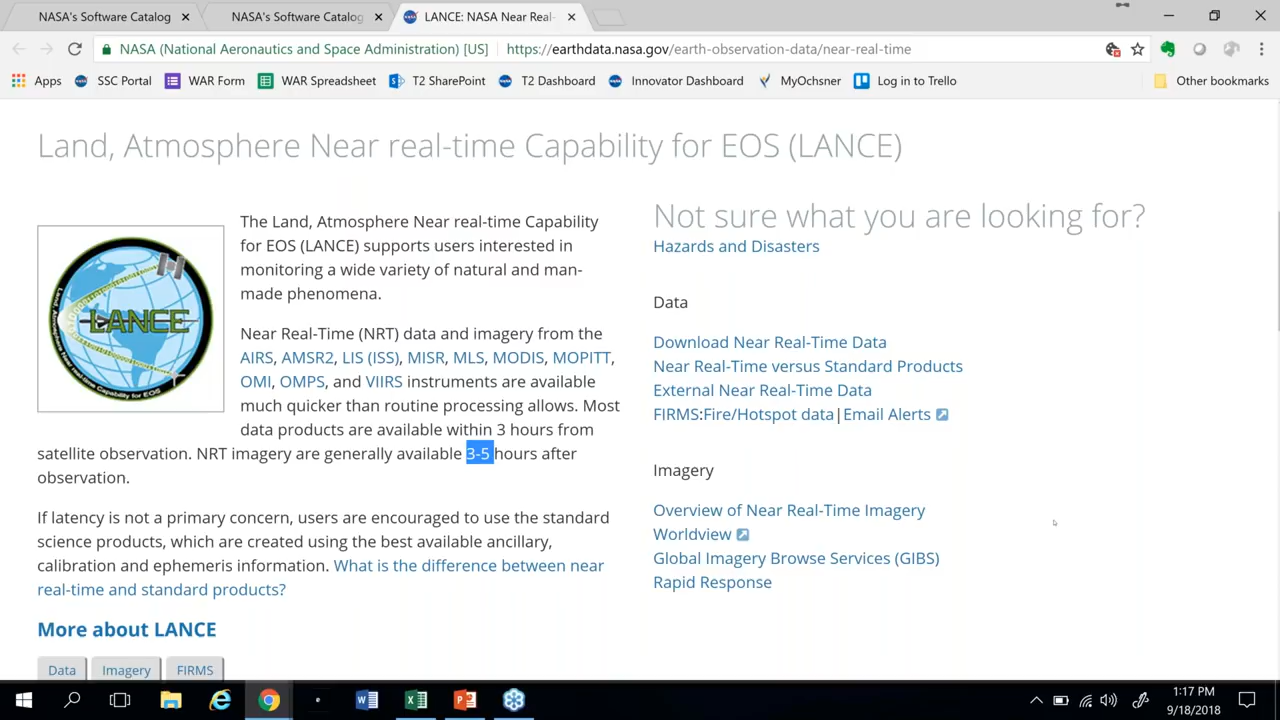 NASA's Software Catalog
NASA's Software Catalog
LANCE: NASA Near Real-
NASA (National Aeronautics and Space Administration) [US]
https://earthdata.nasa.gov/earth-observation-data/near-real-time
Apps
SSC Portal
WAR Form
WAR Spreadsheet
T2 SharePoint
T2 Dashboard
Innovator Dashboard
MyOchsner
Log in to Trello
Other bookmarks
Land, Atmosphere Near real-time Capability for EOS (LANCE)
LANCE
Land, Atmosphere Near real-time Capability for EOS
The Land, Atmosphere Near real-time Capability
for EOS (LANCE) supports users interested in
monitoring a wide variety of natural and man-
made phenomena.
Near Real-Time (NRT) data and imagery from the
AIRS, AMSR2, LIS (ISS), MISR, MLS, MODIS, MOPITT,
OMI, OMPS, and VIIRS instruments are available
much quicker than routine processing allows. Most
data products are available within 3 hours from
satellite observation. NRT imagery are generally available 3-5 hours after
observation.
If latency is not a primary concern, users are encouraged to use the standard
science products, which are created using the best available ancillary,
calibration and ephemeris information. What is the difference between near
real-time and standard products?
More about LANCE
Data
Imagery
FIRMS
Not sure what you are looking for?
Hazards and Disasters
Data
Download Near Real-Time Data
Near Real-Time versus Standard Products
External Near Real-Time Data
FIRMS:Fire/Hotspot data|Email Alerts
Imagery
Overview of Near Real-Time Imagery
Worldview
Global Imagery Browse Services (GIBS)
Rapid Response
1:17 PM
9/18/2018